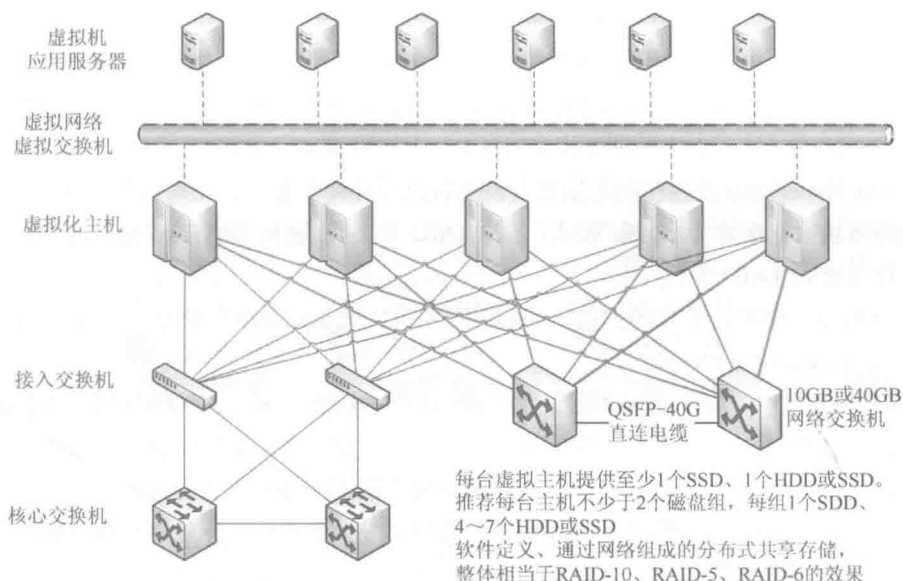 虚拟机
应用服务器
虚拟网络
虚拟交换机
虚拟化主机
接入交换机
QSFP-40G
直连电缆
10GB或40GB
网络交换机
核心交换机
每台虚拟主机提供至少1个SSD、1个HDD或SSD。
推荐每台主机不少于2个磁盘组，每组1个SDD、
4～7个HDD或SSD
软件定义、通过网络组成的分布式共享存储，
整体相当于RAID-10、RAID-5、RAID-6的效果